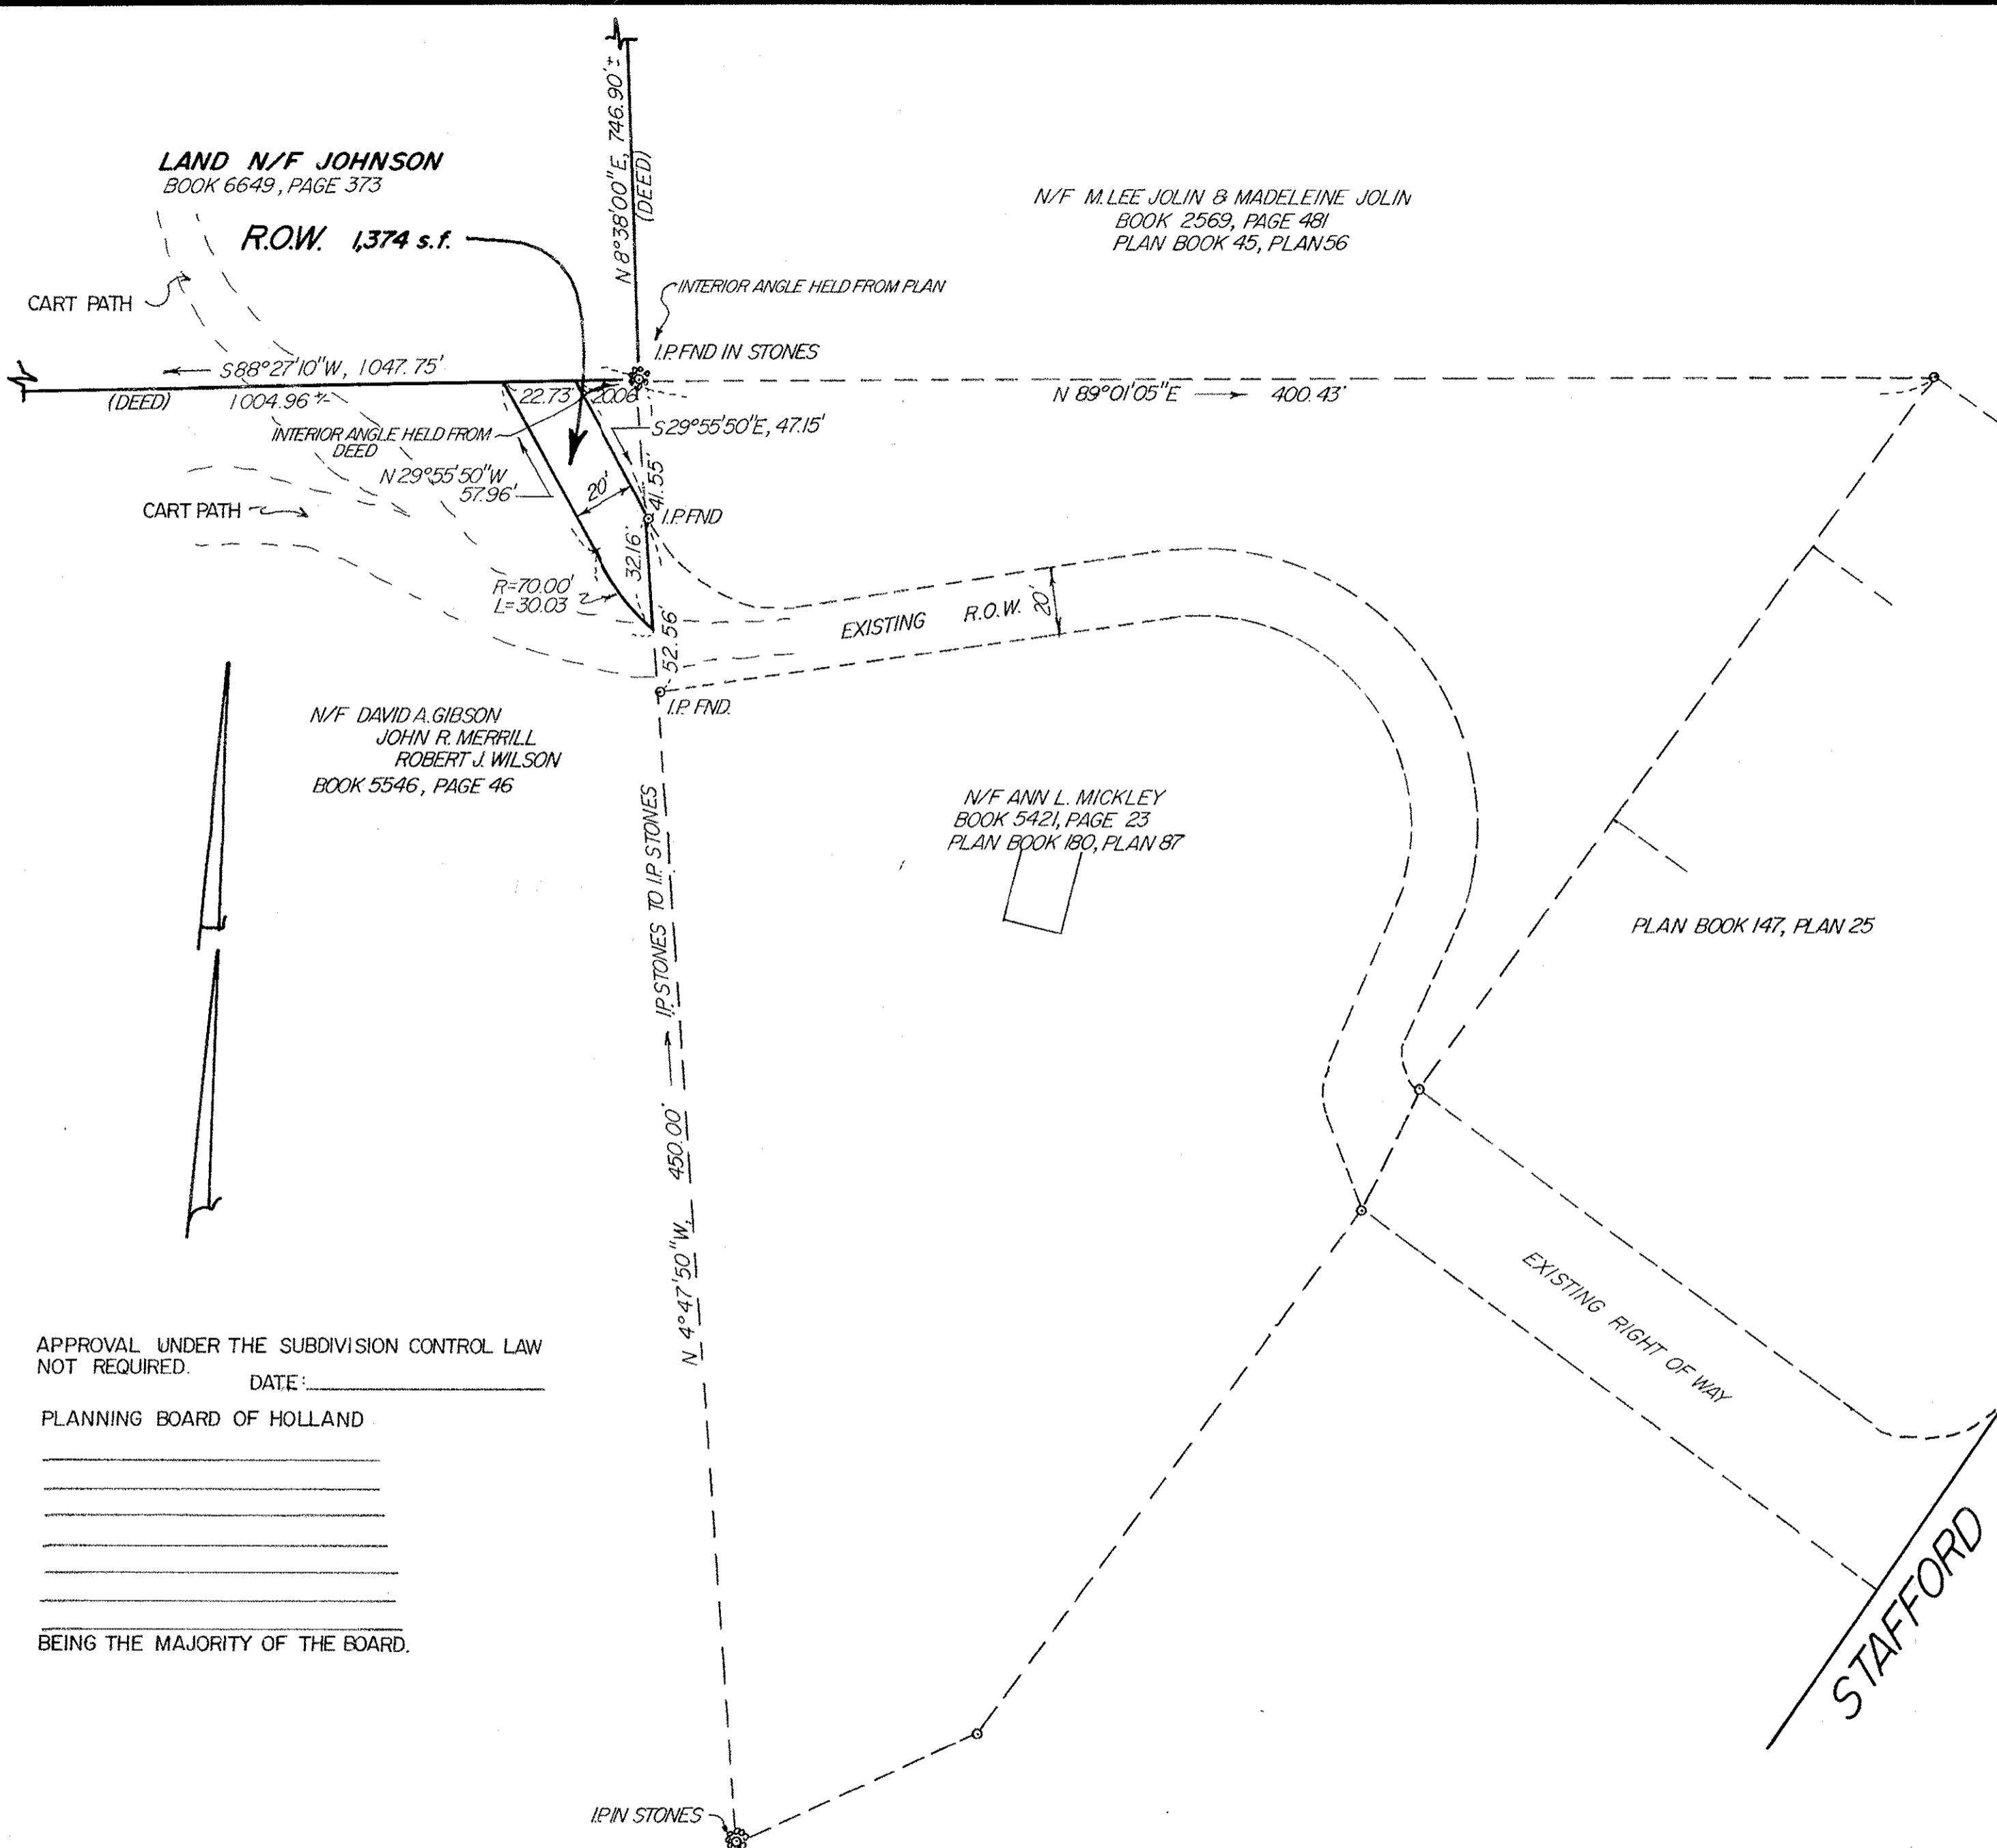 N 8°38'00"E, 746.90'±
(DEED)
LAND N/F JOHNSON
BOOK 6649, PAGE 373
R.O.W. 1,374 s.f.
N/F M. LEE JOLIN & MADELEINE JOLIN
BOOK 2569, PAGE 481
PLAN BOOK 45, PLAN 56
CART PATH
INTERIOR ANGLE HELD FROM PLAN
I.P. FND IN STONES
S 88°27'10"W, 1047.75'
(DEED)
1004.96 +/-
22.73'
20.06'
N 89°01'05"E
400.43'
INTERIOR ANGLE HELD FROM
DEED
S 29°55'50"E, 47.15'
N 29°55'50"W
57.96'
20'
41.55'
CART PATH
I.P. FND
32.16'
R=70.00'
L=30.03
52.56'
EXISTING R.O.W. 20'
I.P. FND.
N/F DAVID A. GIBSON
JOHN R. MERRILL
ROBERT J. WILSON
BOOK 5546, PAGE 46
N/F ANN L. MICKLEY
BOOK 5421, PAGE 23
PLAN BOOK 180, PLAN 87
PLAN BOOK 147, PLAN 25
N 4°47'50"W, 450.00' I.P. STONES TO I.P. STONES
EXISTING RIGHT OF WAY
APPROVAL UNDER THE SUBDIVISION CONTROL LAW
NOT REQUIRED.
DATE:
PLANNING BOARD OF HOLLAND
BEING THE MAJORITY OF THE BOARD.
STAFFORD
I.P. IN STONES